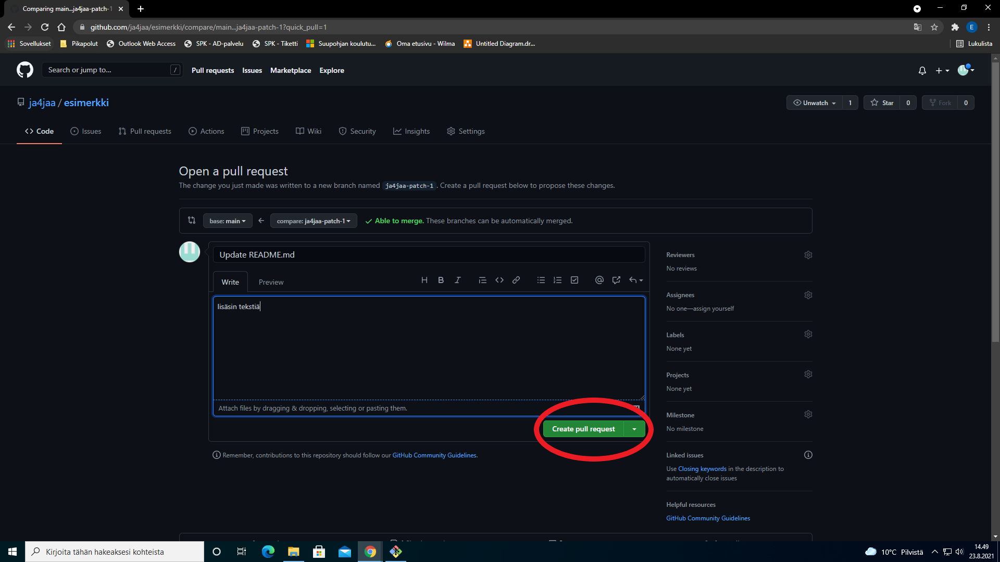 Comparing main...ja4jaa-patch-1
github.com/ja4jaa/esimerkki/compare/main...ja4jaa-patch-1?quick_pull=1
E
Sovellukset Pikapolut Outlook Web Access SPK - AD-palvelu SPK - Tiketti Suupohjan koulutu... Oma etusivu - Wilma Untitled Diagram.dr... Lukulista
Search or jump to... / Pull requests Issues Marketplace Explore
ja4jaa / esimerkki Unwatch 1 Star 0 Fork 0
Code Issues Pull requests Actions Projects Wiki Security Insights Settings
Open a pull request
The change you just made was written to a new branch named ja4jaa-patch-1. Create a pull request below to propose these changes.
base: main compare: ja4jaa-patch-1 Able to merge. These branches can be automatically merged.
Update README.md
Write Preview
lisäsin tekstiä
Attach files by dragging & dropping, selecting or pasting them.
Create pull request
Remember, contributions to this repository should follow our GitHub Community Guidelines.
Reviewers
No reviews
Assignees
No one—assign yourself
Labels
None yet
Projects
None yet
Milestone
No milestone
Linked issues
Use Closing keywords in the description to
automatically close issues
Helpful resources
GitHub Community Guidelines
Kirjoita tähän hakeaksesi kohteista
10°C Pilvistä
14.49
23.8.2021